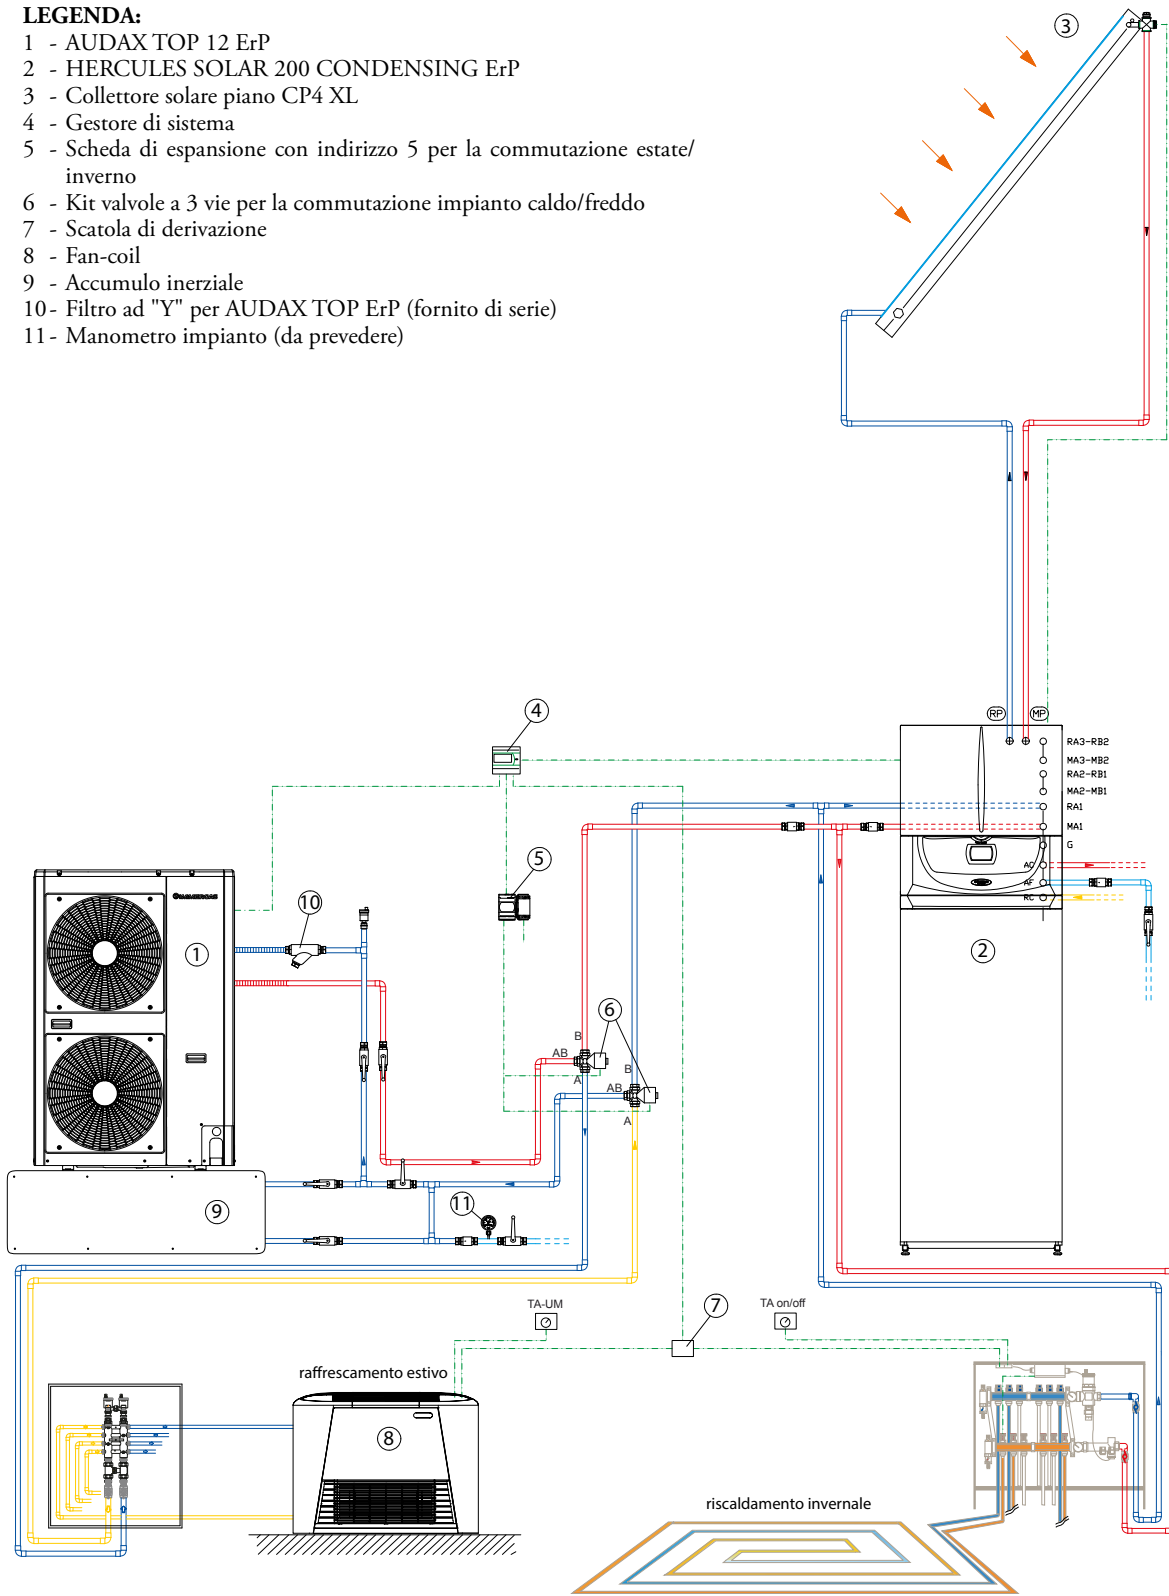 LEGENDA:
1 - AUDAX TOP 12 ErP
2 - HERCULES SOLAR 200 CONDENSING ErP
3 - Collettore solare piano CP4 XL
4 - Gestore di sistema
5 - Scheda di espansione con indirizzo 5 per la commutazione estate/
inverno
6 - Kit valvole a 3 vie per la commutazione impianto caldo/freddo
7 - Scatola di derivazione
8 - Fan-coil
9 - Accumulo inerziale
10 - Filtro ad "Y" per AUDAX TOP ErP (fornito di serie)
11 - Manometro impianto (da prevedere)
3
4
RP MP
RA3-RB2
MA3-MB2
RA2-RB1
MA2-MB1
RA1
MA1
G
AC
AF
RC
5
10
IMMERGAS
1
2
6
B
AB
A
B
AB
A
9
11
TA-UM
7
TA on/off
raffrescamento estivo
8
riscaldamento invernale